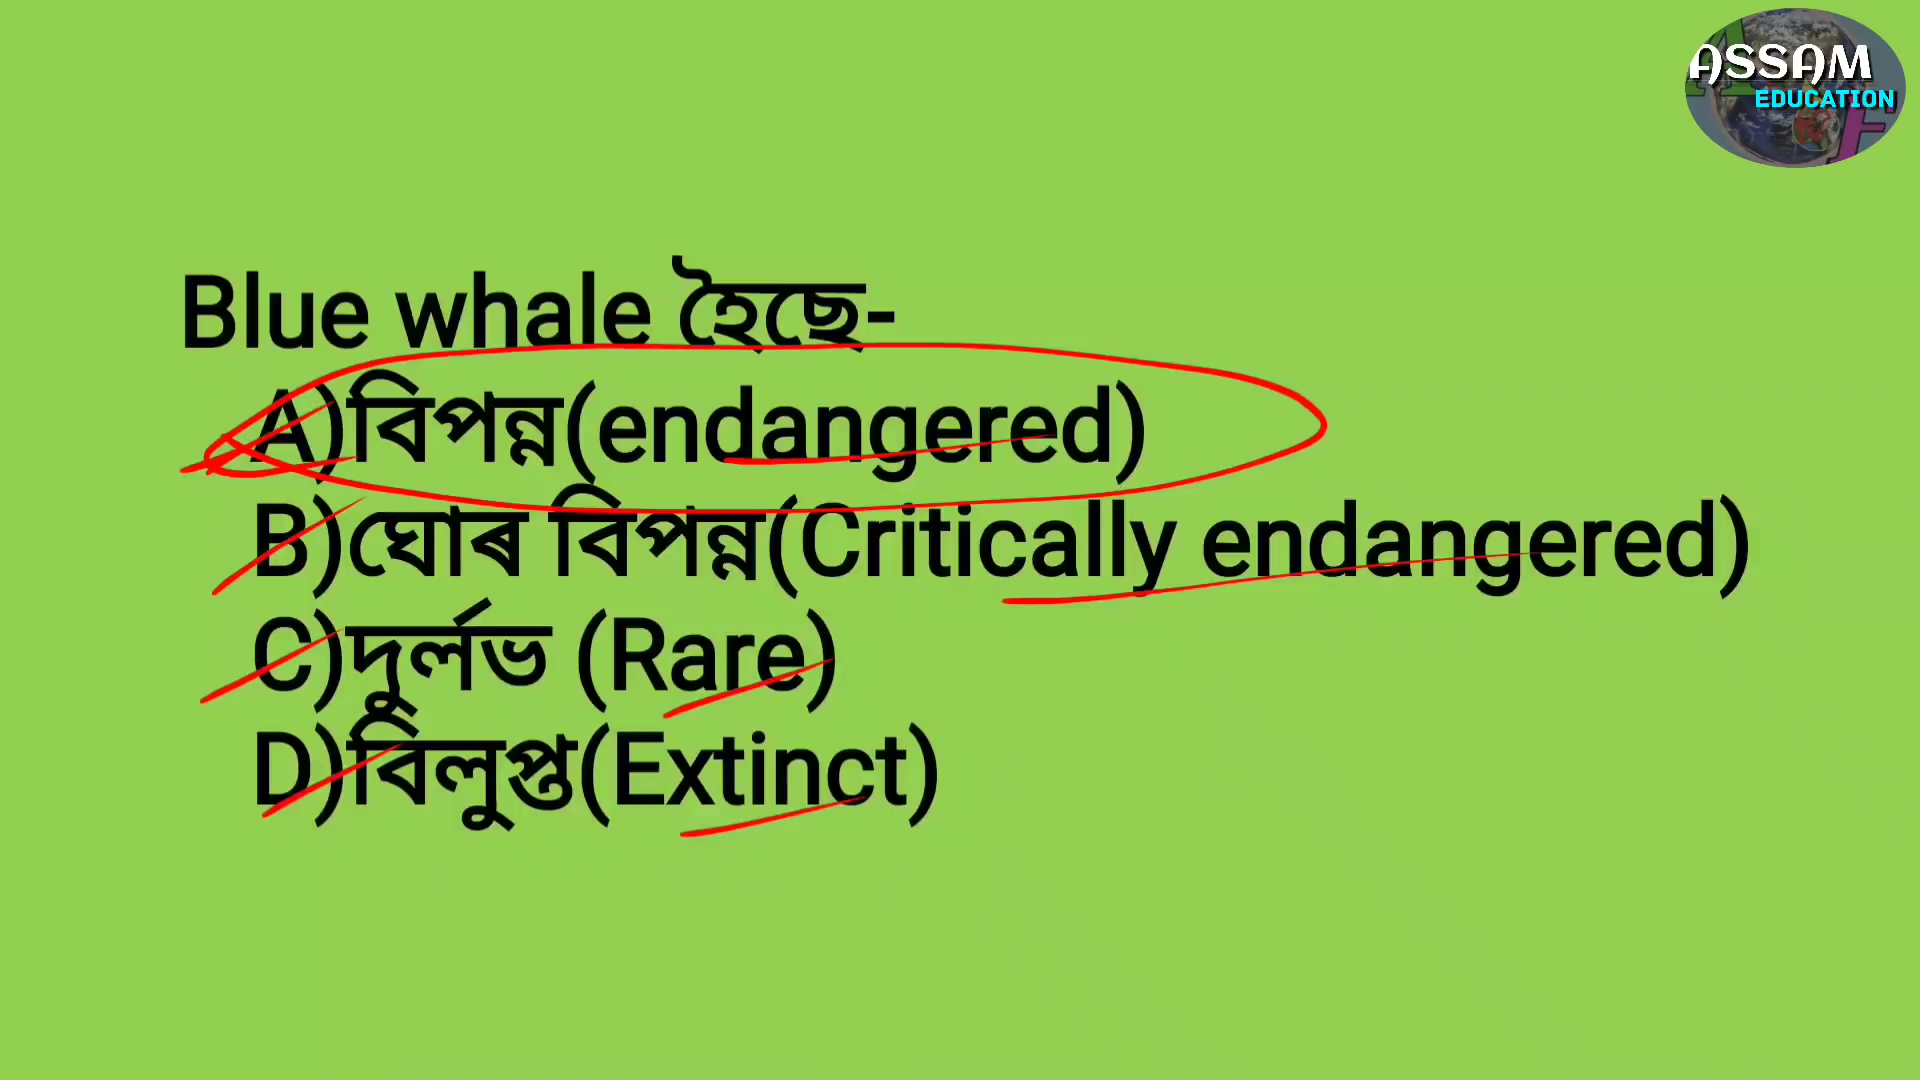 ASSAM
EDUCATION
Blue whale হৈছে-
A)বিপন্ন(endangered)
B)ঘোৰ বিপন্ন(Critically endangered)
C)দুৰ্লভ (Rare)
D)বিলুপ্ত(Extinct)